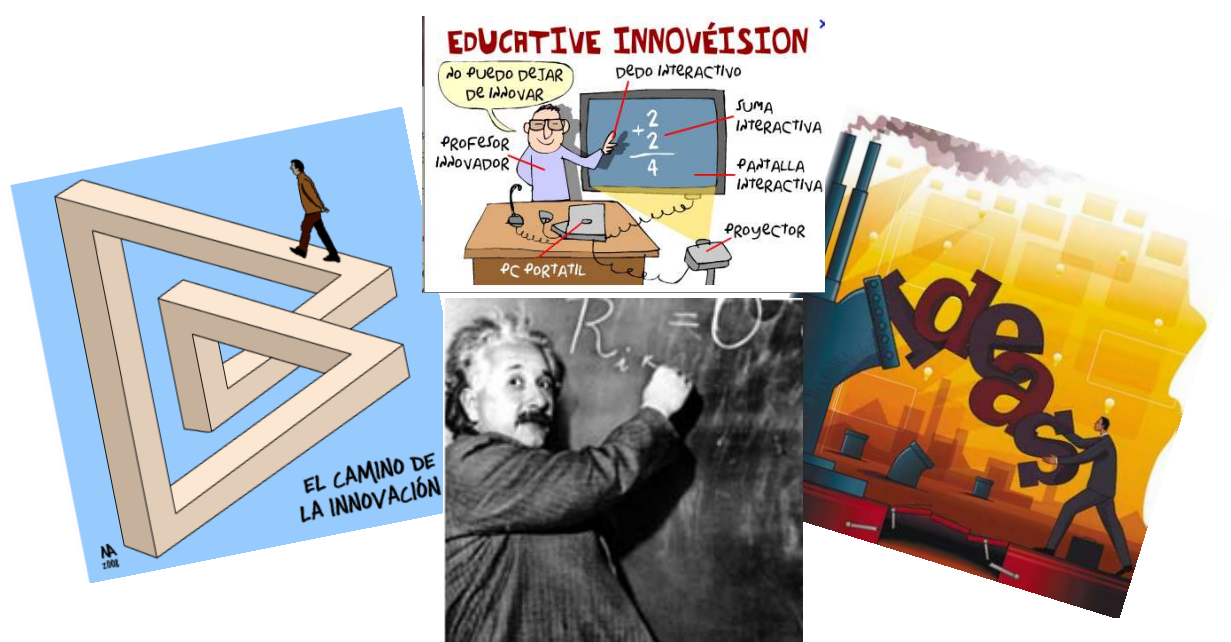 EDUCATIVE INNOVÉISION
NO PUEDO DEJAR
DE INNOVAR
DEDO INTERACTIVO
SUMA
INTERACTIVA
PROFESOR
INNOVADOR
+2
2
4
PANTALLA
INTERACTIVA
PROYECTOR
PC PORTATIL
EL CAMINO DE
LA INNOVACIÓN
NA
2008
R i k = 0
Ideas